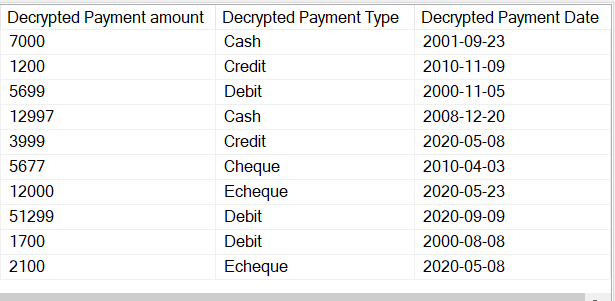 Decrypted Payment amount Decrypted Payment Type Decrypted Payment Date
7000 Cash 2001-09-23
1200 Credit 2010-11-09
5699 Debit 2000-11-05
12997 Cash 2008-12-20
3999 Credit 2020-05-08
5677 Cheque 2010-04-03
12000 Echeque 2020-05-23
51299 Debit 2020-09-09
1700 Debit 2000-08-08
2100 Echeque 2020-05-08